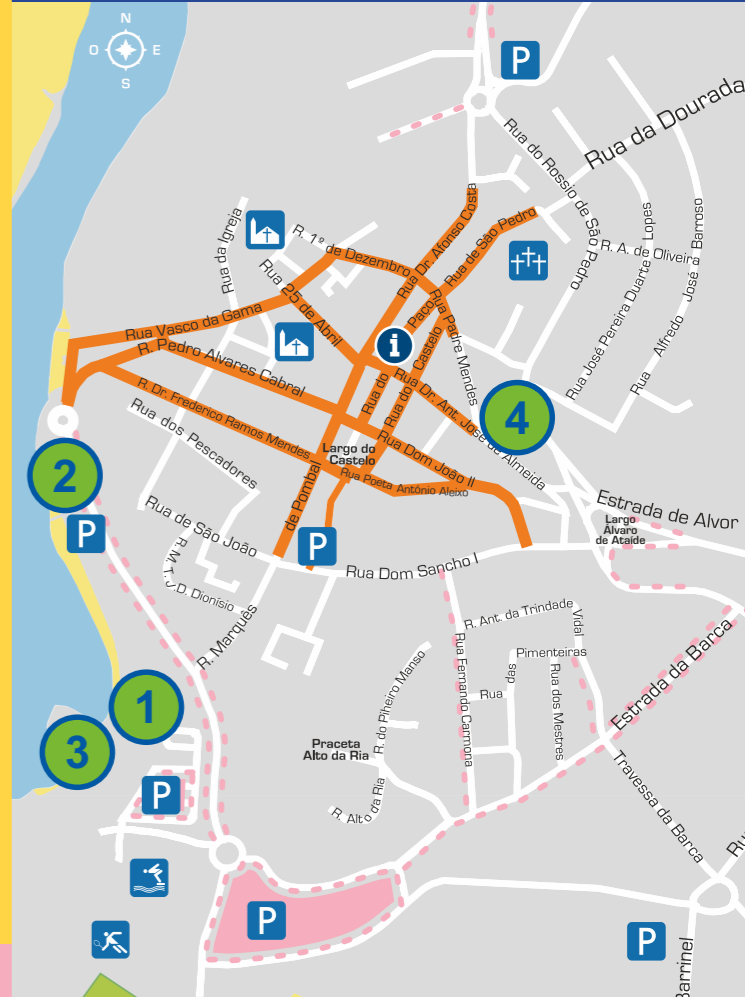 N
O E
S
P
Rua da Dourada
Rua do Rossio de São Pedro
Rua da Igreja
R. 1º de Dezembro
Rua Dr. Afonso Costa
Rua de São Pedro
R. A. de Oliveira
Rua José Pereira Duarte Lopes
Rua Alfredo José Barroso
Rua 25 de Abril
Rua Vasco da Gama
i
Rua do Paço
Rua do Castelo
Rua Padre Mendes
R. Pedro Alvares Cabral
R. Dr. Frederico Ramos Mendes
Rua Dr. Ant. José de Almeida
4
Rua dos Pescadores
Largo do
Castelo
Rua Dom João II
Rua Poeta António Aleixo
2
P
Rua de São João
P
Estrada de Alvor
Largo
Álvaro
de Ataíde
Rua Dom Sancho I
R. M. T. J.D. Dionísio
R. Marquês de Pombal
R. Ant. da Trindade Vidal
Rua Fernando Carmona
Rua das Pimenteiras
Rua dos Mestres
Estrada da Barca
1
3
R. do Piheiro Manso
Praceta
Alto da Ria
R. Alto da Ria
Travessa da Barca
P
P
P
Ru
Barrinel